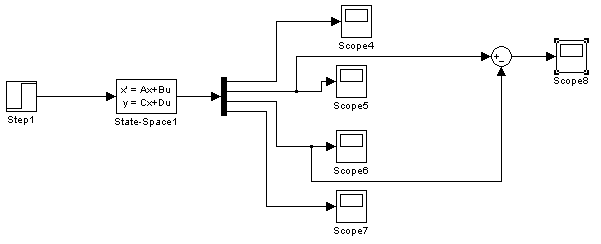 Scope4
+
−
Scope8
x' = Ax+Bu
y = Cx+Du
Step1
State-Space1
Scope5
Scope6
Scope7